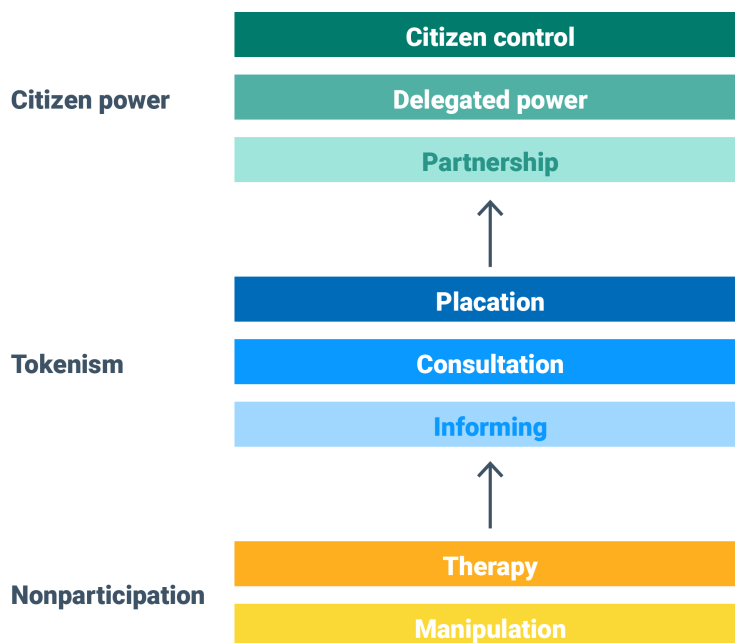 Citizen control
Citizen power
Delegated power
Partnership
Placation
Tokenism
Consultation
Informing
Therapy
Nonparticipation
Manipulation